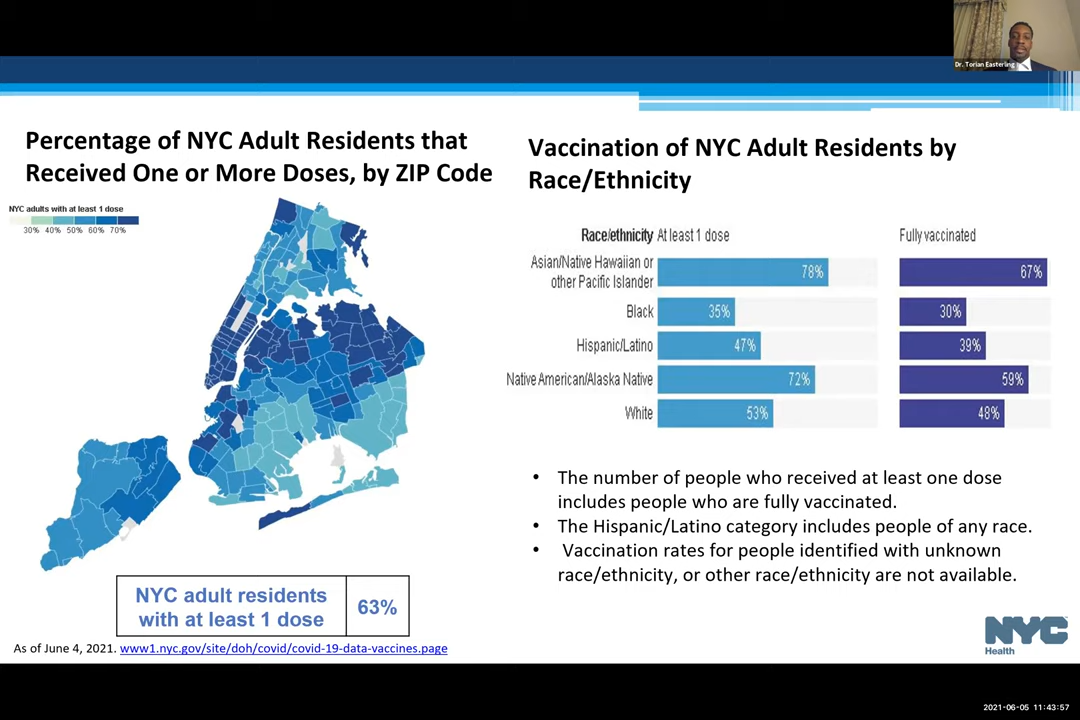 Dr. Torian Easterling
Percentage of NYC Adult Residents that
Received One or More Doses, by ZIP Code
NYC adults with at least 1 dose
30% 40% 50% 60% 70%
NYC adult residents
with at least 1 dose
63%
As of June 4, 2021. www1.nyc.gov/site/doh/covid/covid-19-data-vaccines.page
Vaccination of NYC Adult Residents by
Race/Ethnicity
Race/ethnicity At least 1 dose Fully vaccinated
Asian/Native Hawaiian or
other Pacific Islander 78% 67%
Black 35% 30%
Hispanic/Latino 47% 39%
Native American/Alaska Native 72% 59%
White 53% 48%
• The number of people who received at least one dose
includes people who are fully vaccinated.
• The Hispanic/Latino category includes people of any race.
• Vaccination rates for people identified with unknown
race/ethnicity, or other race/ethnicity are not available.
NYC
Health
2021-06-05 11:43:57